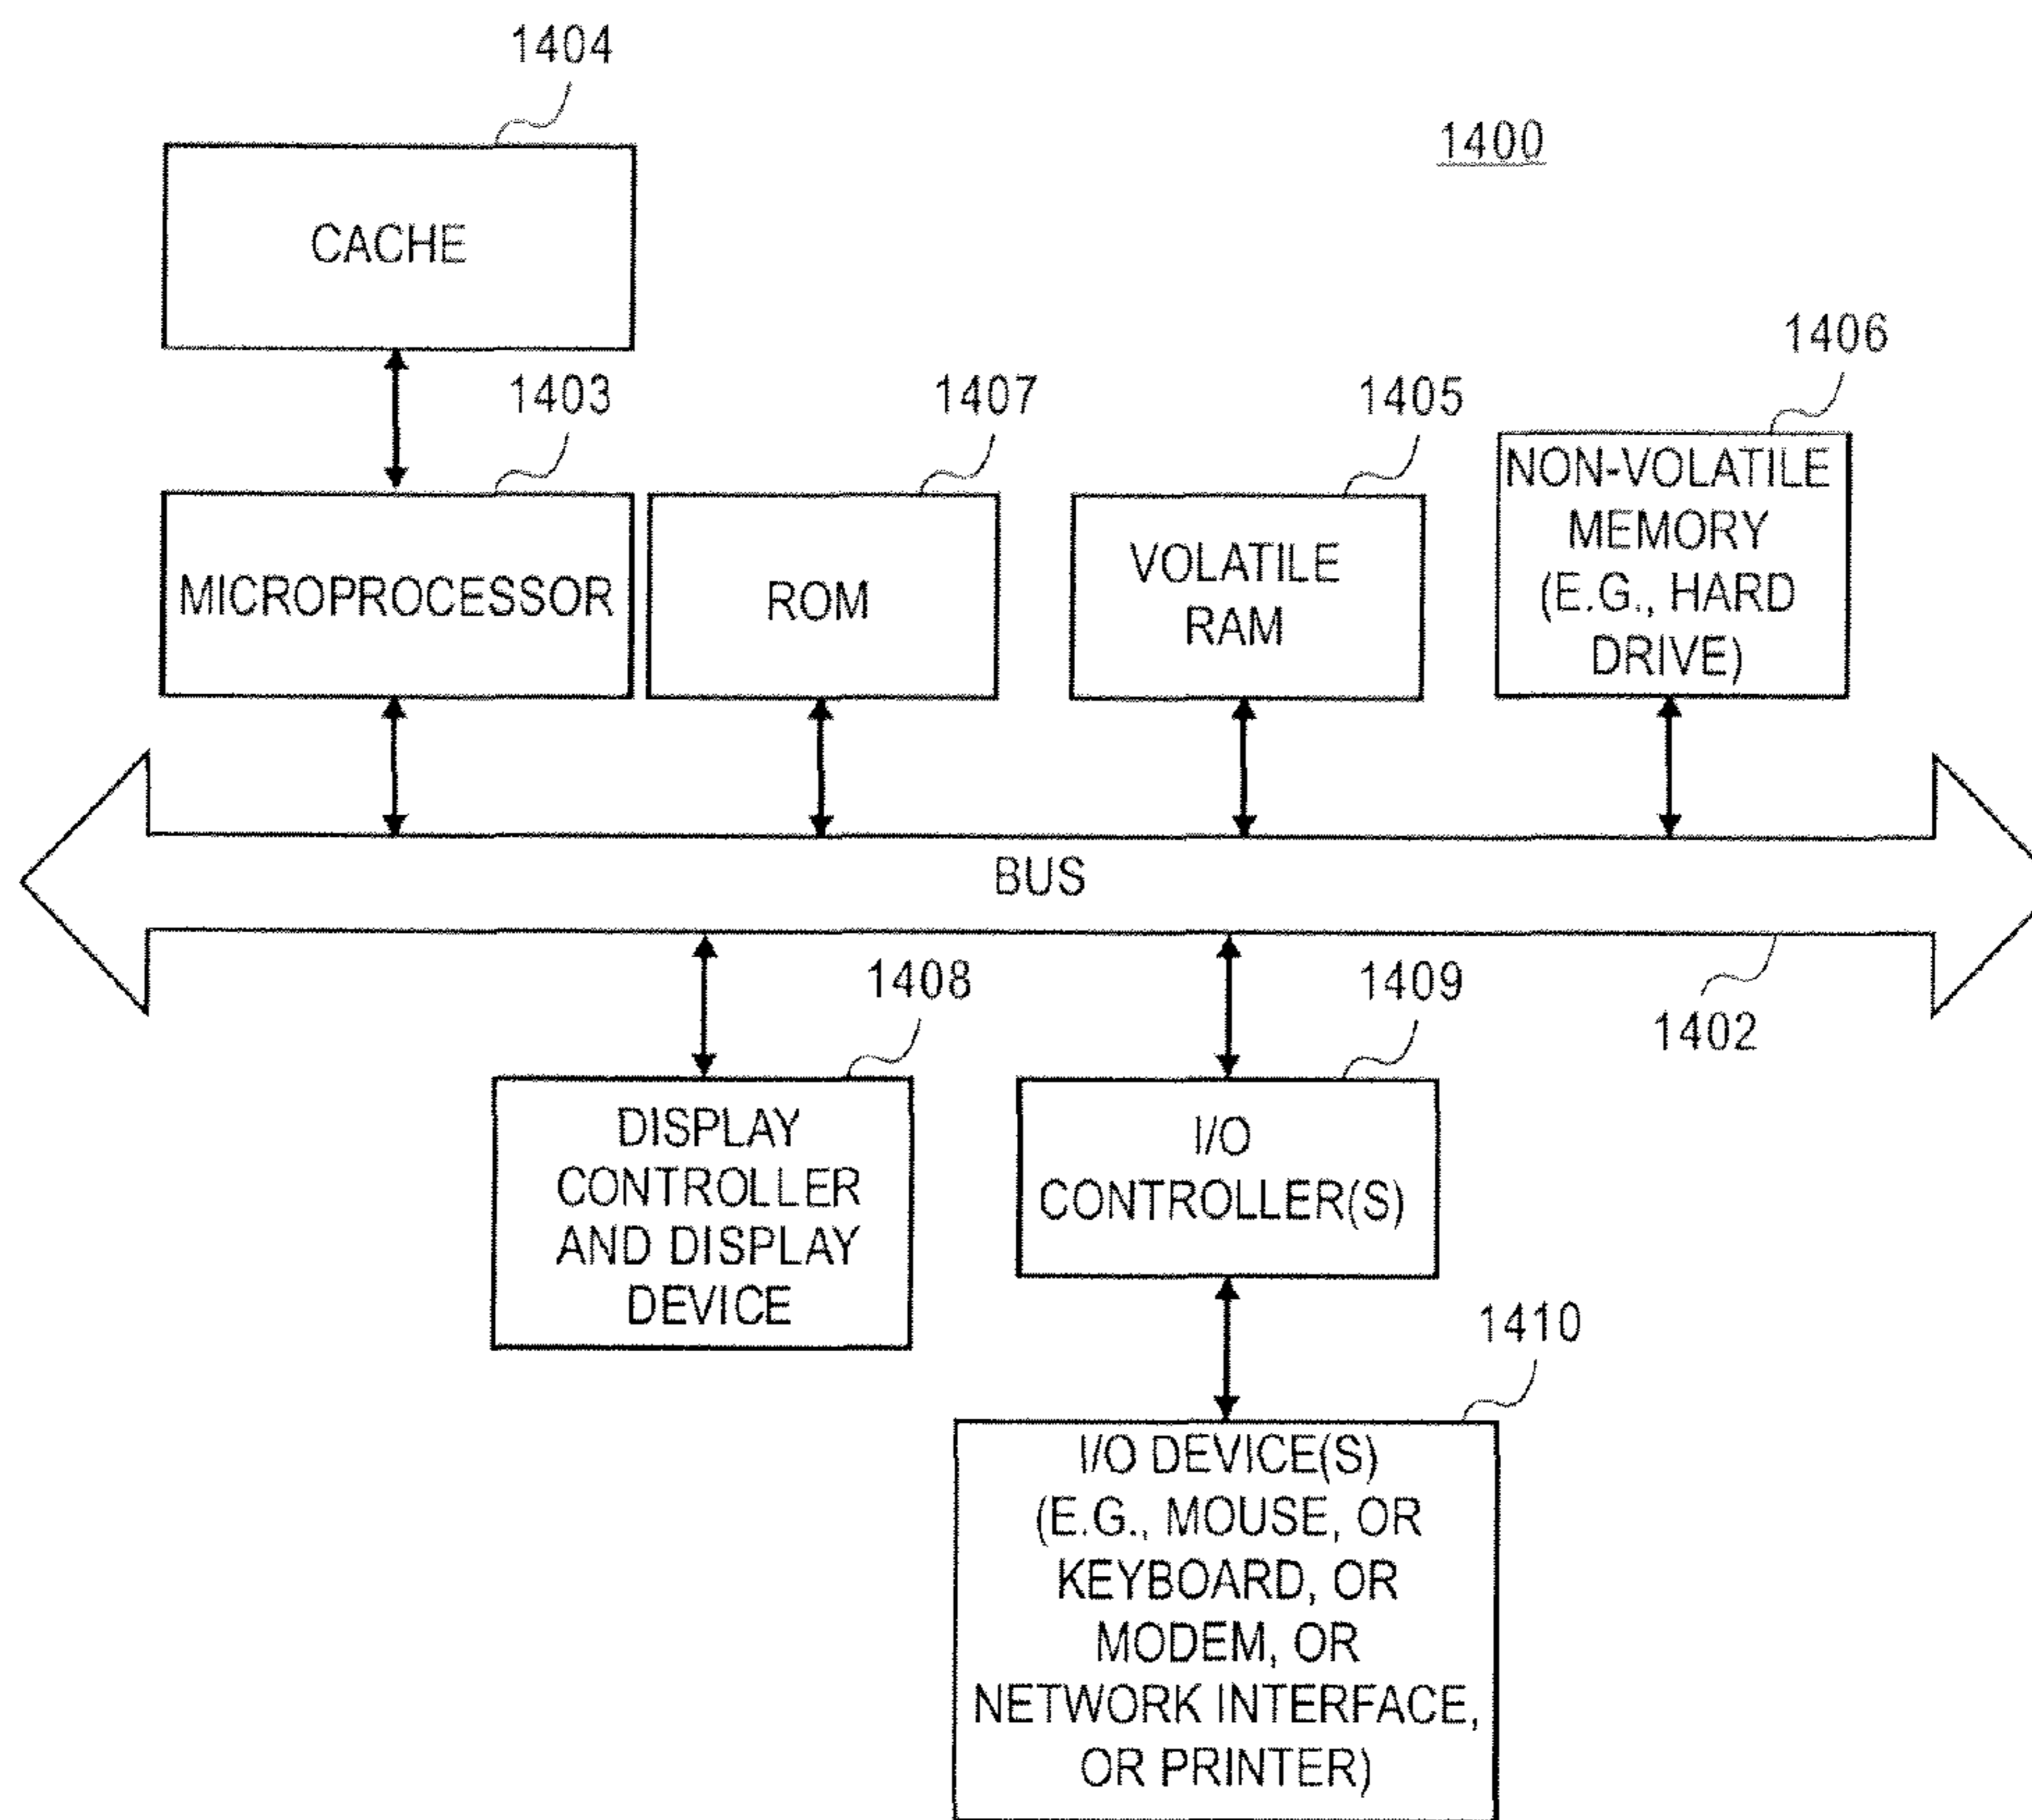 1404
1400
CACHE
1406
1403
1407
1405
NON-VOLATILE
MEMORY
(E.G., HARD
DRIVE)
MICROPROCESSOR
ROM
VOLATILE
RAM
BUS
1408
1409
1402
DISPLAY
CONTROLLER
AND DISPLAY
DEVICE
I/O
CONTROLLER(S)
1410
I/O DEVICE(S)
(E.G., MOUSE, OR
KEYBOARD, OR
MODEM, OR
NETWORK INTERFACE,
OR PRINTER)